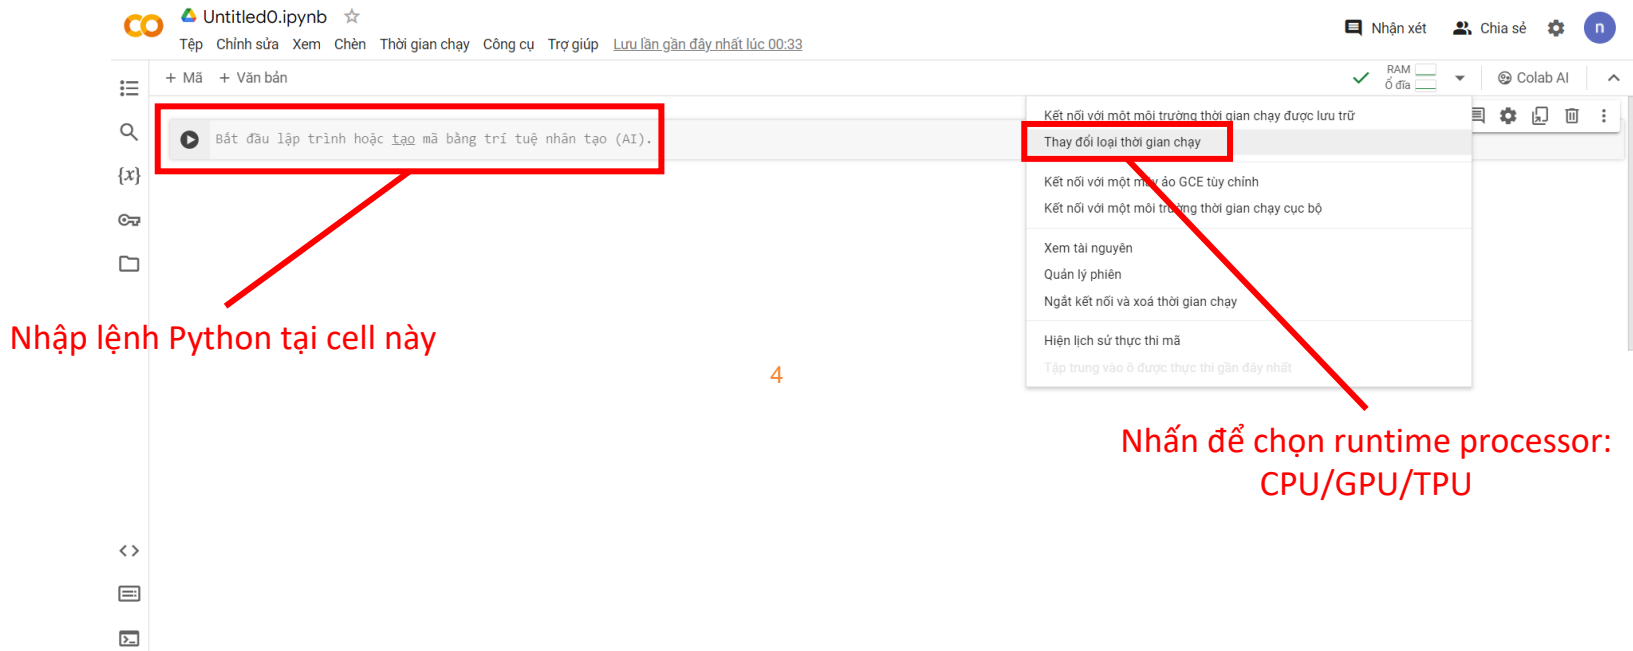 Untitled0.ipynb
Tệp Chỉnh sửa Xem Chèn Thời gian chạy Công cụ Trợ giúp Lưu lần gần đây nhất lúc 00:33
Nhận xét Chia sẻ n
+ Mã + Văn bản
RAM
Ổ đĩa
Colab AI
Bắt đầu lập trình hoặc tạo mã bằng trí tuệ nhân tạo (AI).
Kết nối với một môi trường thời gian chạy được lưu trữ
Thay đổi loại thời gian chạy
Kết nối với một máy ảo GCE tùy chỉnh
Kết nối với một môi trường thời gian chạy cục bộ
Xem tài nguyên
Quản lý phiên
Ngắt kết nối và xoá thời gian chạy
Hiện lịch sử thực thi mã
Tập trung vào ô được thực thi gần đây nhất
{x}
Nhập lệnh Python tại cell này
4
Nhấn để chọn runtime processor:
CPU/GPU/TPU